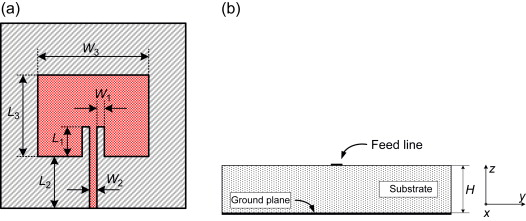 (a)
W3
W1
L3
L1
L2
W2
(b)
Feed line
Substrate
Ground plane
H
z
y
x